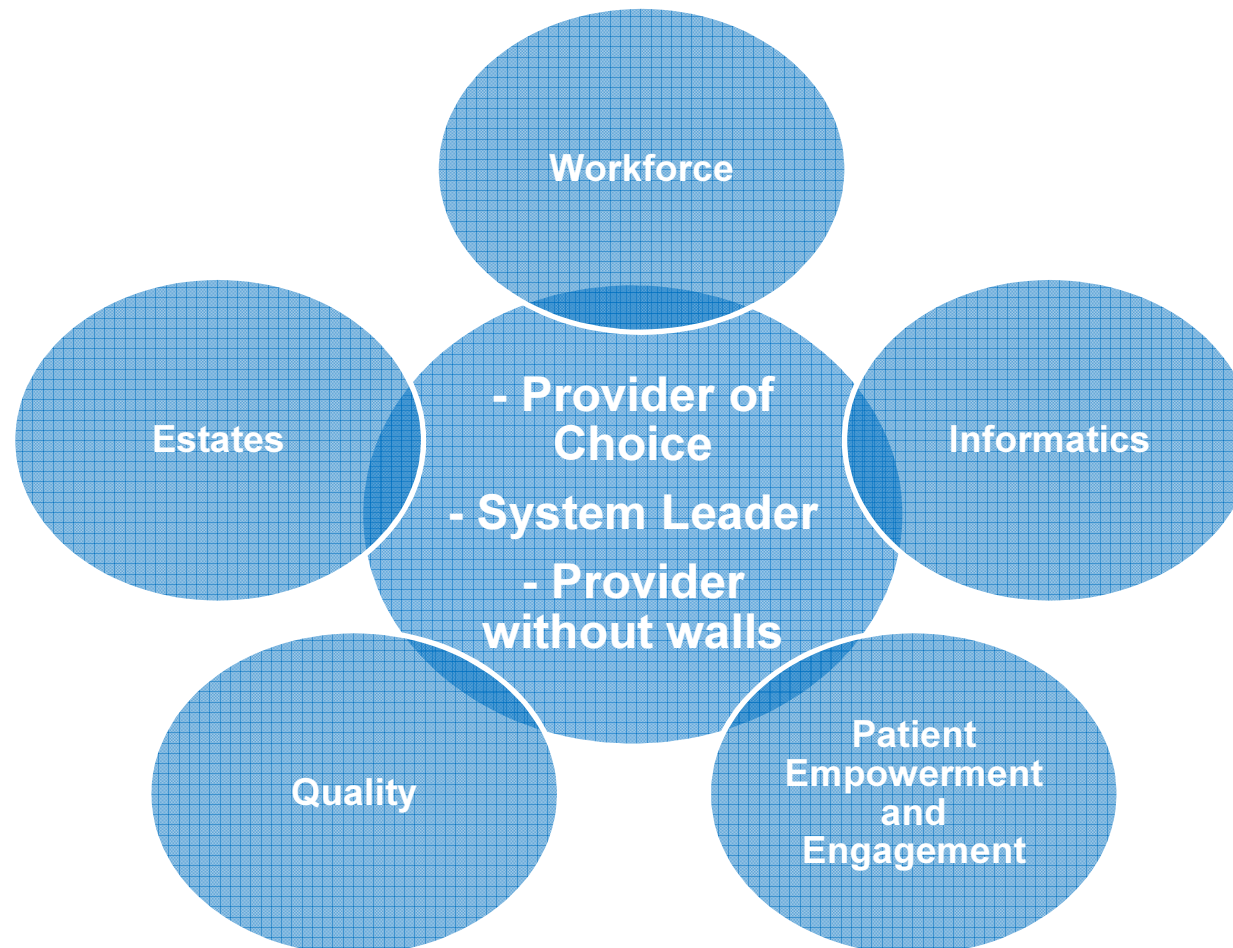 Workforce
Estates
- Provider of
Choice
- System Leader
- Provider
without walls
Informatics
Quality
Patient
Empowerment
and
Engagement